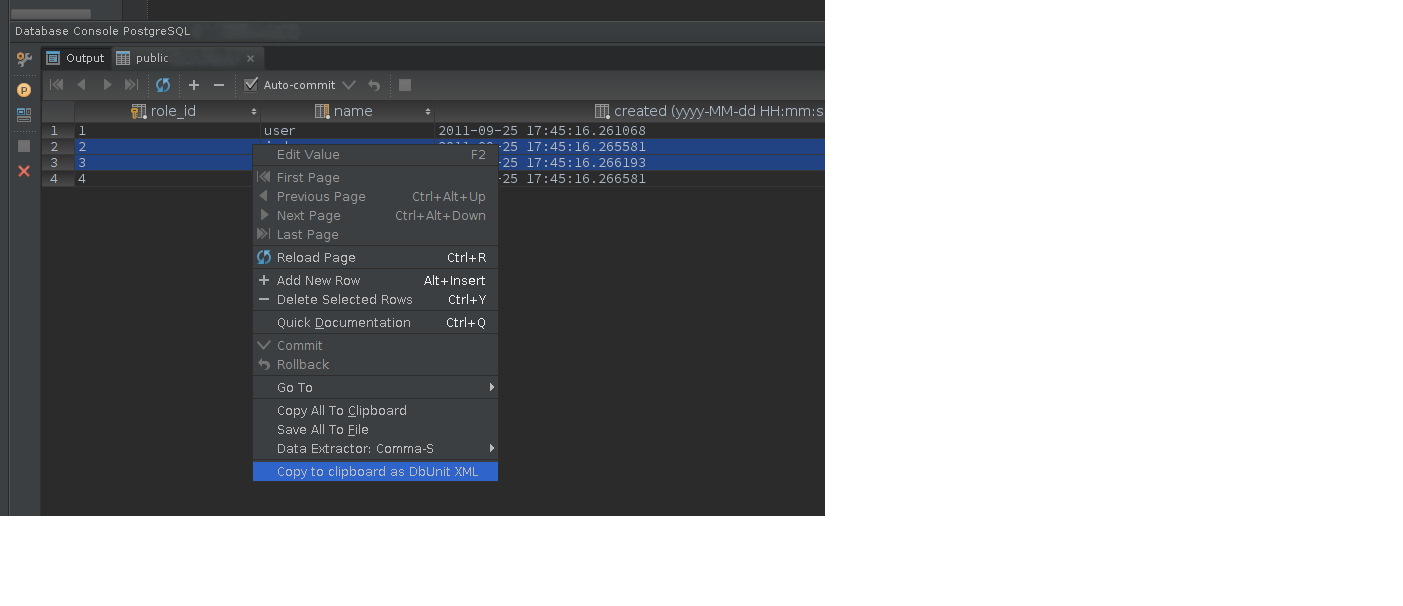 Database Console PostgreSQL
Output public
Auto-commit
role_id name created (yyyy-MM-dd HH:mm:s
1 1 user 2011-09-25 17:45:16.261068
2 2 2011-09-25 17:45:16.265581
3 3 -25 17:45:16.266193
4 4 -25 17:45:16.266581
Edit Value F2
First Page
Previous Page Ctrl+Alt+Up
Next Page Ctrl+Alt+Down
Last Page
Reload Page Ctrl+R
Add New Row Alt+Insert
Delete Selected Rows Ctrl+Y
Quick Documentation Ctrl+Q
Commit
Rollback
Go To
Copy All To Clipboard
Save All To File
Data Extractor: Comma-S
Copy to clipboard as DbUnit XML